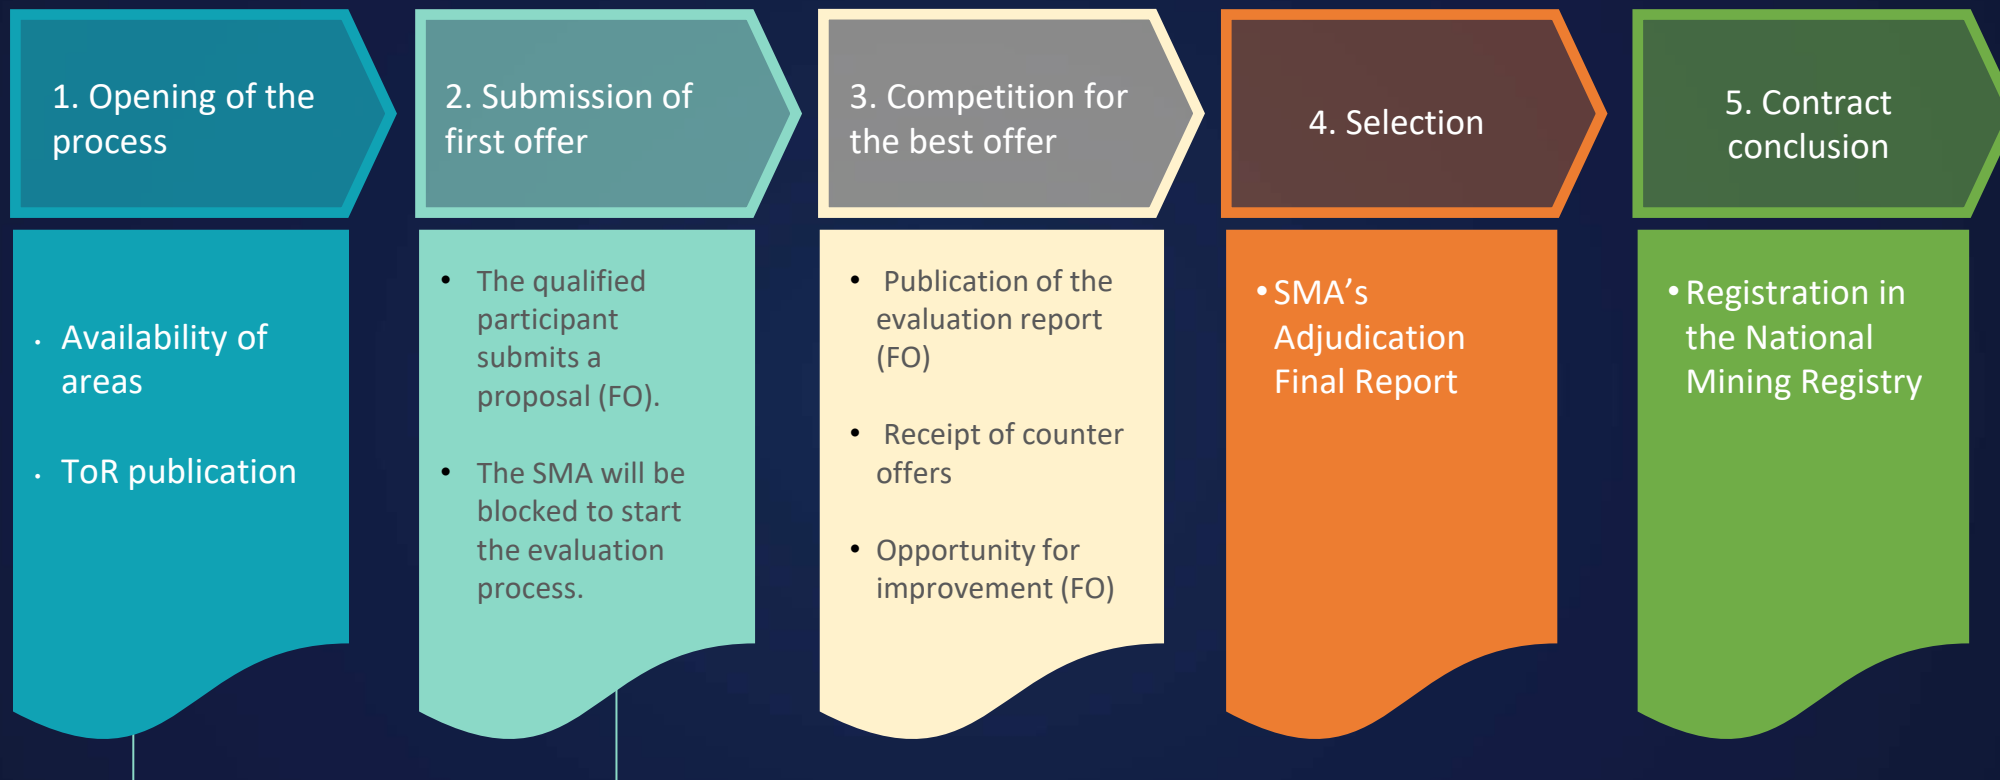 1. Opening of the
process
2. Submission of
first offer
3. Competition for
the best offer
4. Selection
5. Contract
conclusion
• Availability of
areas
• ToR publication
• The qualified
participant
submits a
proposal (FO).
• The SMA will be
blocked to start
the evaluation
process.
• Publication of the
evaluation report
(FO)
• Receipt of counter
offers
• Opportunity for
improvement (FO)
• SMA’s
Adjudication
Final Report
• Registration in
the National
Mining Registry